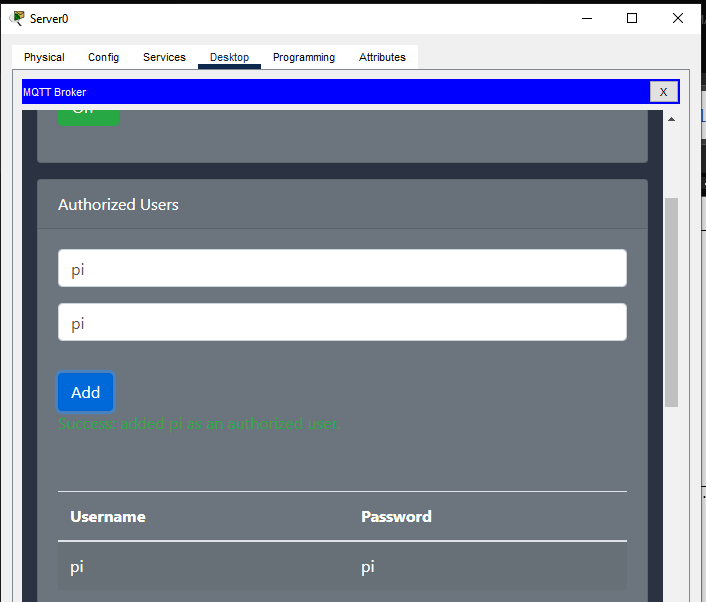 Server0
Physical Config Services Desktop Programming Attributes
MQTT Broker X
On
Authorized Users
pi
pi
Add
Success: added pi as an authorized user.
Username Password
pi pi